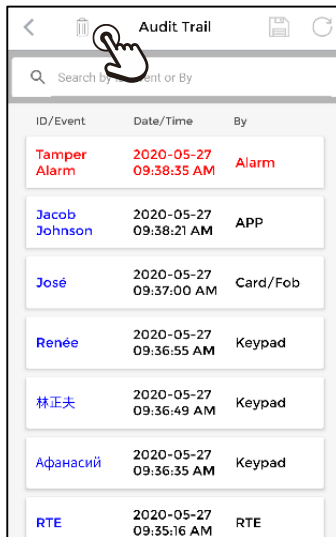 Audit Trail
Search by ent or By
ID/Event Date/Time By
Tamper 2020-05-27
Alarm 09:38:35 AM Alarm
Jacob 2020-05-27
Johnson 09:38:21 AM APP
José 2020-05-27
09:37:00 AM Card/Fob
Renée 2020-05-27
09:36:55 AM Keypad
林正夫 2020-05-27
09:36:49 AM Keypad
Афанасий 2020-05-27
09:36:35 AM Keypad
RTE 2020-05-27
09:35:16 AM RTE